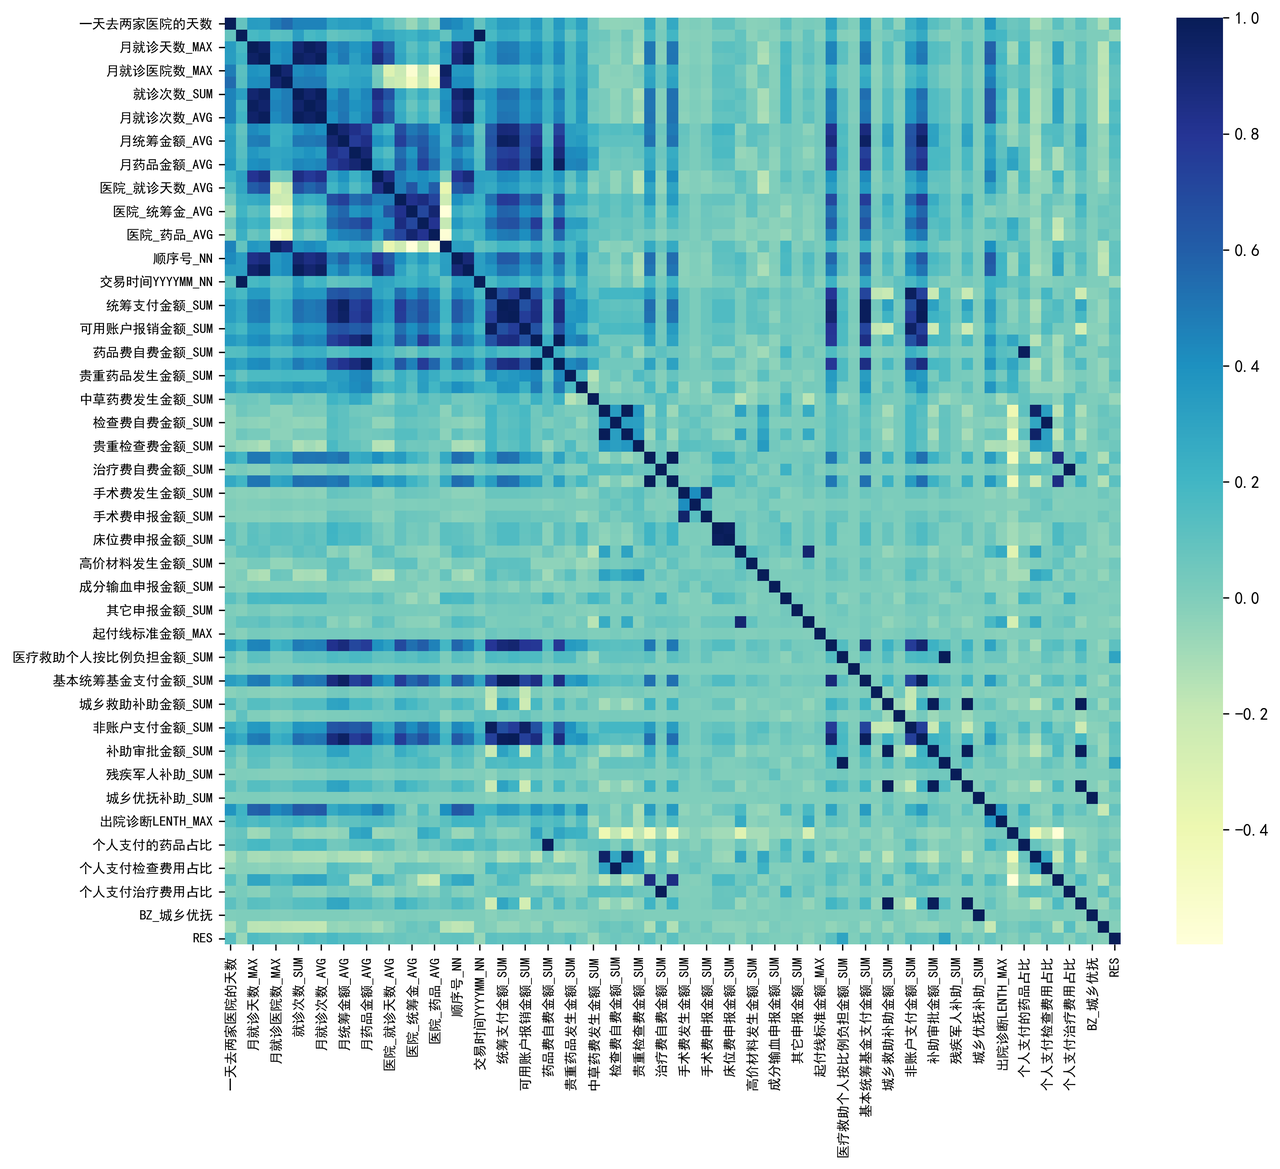 一天去两家医院的天数
月就诊天数_MAX
月就诊医院数_MAX
就诊次数_SUM
月就诊次数_AVG
月统筹金额_AVG
月药品金额_AVG
医院_就诊天数_AVG
医院_统筹金_AVG
医院_药品_AVG
顺序号_NN
交易时间YYYYMM_NN
统筹支付金额_SUM
可用账户报销金额_SUM
药品费自费金额_SUM
贵重药品发生金额_SUM
中草药费发生金额_SUM
检查费自费金额_SUM
贵重检查费金额_SUM
治疗费自费金额_SUM
手术费发生金额_SUM
手术费申报金额_SUM
床位费申报金额_SUM
高价材料发生金额_SUM
成分输血申报金额_SUM
其它申报金额_SUM
起付线标准金额_MAX
医疗救助个人按比例负担金额_SUM
基本统筹基金支付金额_SUM
城乡救助补助金额_SUM
非账户支付金额_SUM
补助审批金额_SUM
残疾军人补助_SUM
城乡优抚补助_SUM
出院诊断LENTH_MAX
个人支付的药品占比
个人支付检查费用占比
个人支付治疗费用占比
BZ_城乡优抚
RES
一天去两家医院的天数
月就诊天数_MAX
月就诊医院数_MAX
就诊次数_SUM
月就诊次数_AVG
月统筹金额_AVG
月药品金额_AVG
医院_就诊天数_AVG
医院_统筹金_AVG
医院_药品_AVG
顺序号_NN
交易时间YYYYMM_NN
统筹支付金额_SUM
可用账户报销金额_SUM
药品费自费金额_SUM
贵重药品发生金额_SUM
中草药费发生金额_SUM
检查费自费金额_SUM
贵重检查费金额_SUM
治疗费自费金额_SUM
手术费发生金额_SUM
手术费申报金额_SUM
床位费申报金额_SUM
高价材料发生金额_SUM
成分输血申报金额_SUM
其它申报金额_SUM
起付线标准金额_MAX
医疗救助个人按比例负担金额_SUM
基本统筹基金支付金额_SUM
城乡救助补助金额_SUM
非账户支付金额_SUM
补助审批金额_SUM
残疾军人补助_SUM
城乡优抚补助_SUM
出院诊断LENTH_MAX
个人支付的药品占比
个人支付检查费用占比
个人支付治疗费用占比
BZ_城乡优抚
RES
1.0
0.8
0.6
0.4
0.2
0.0
−0.2
−0.4